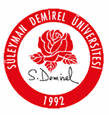 SÜLEYMAN DEMİREL ÜNİVERSİTESİ
S. Demirel
1992